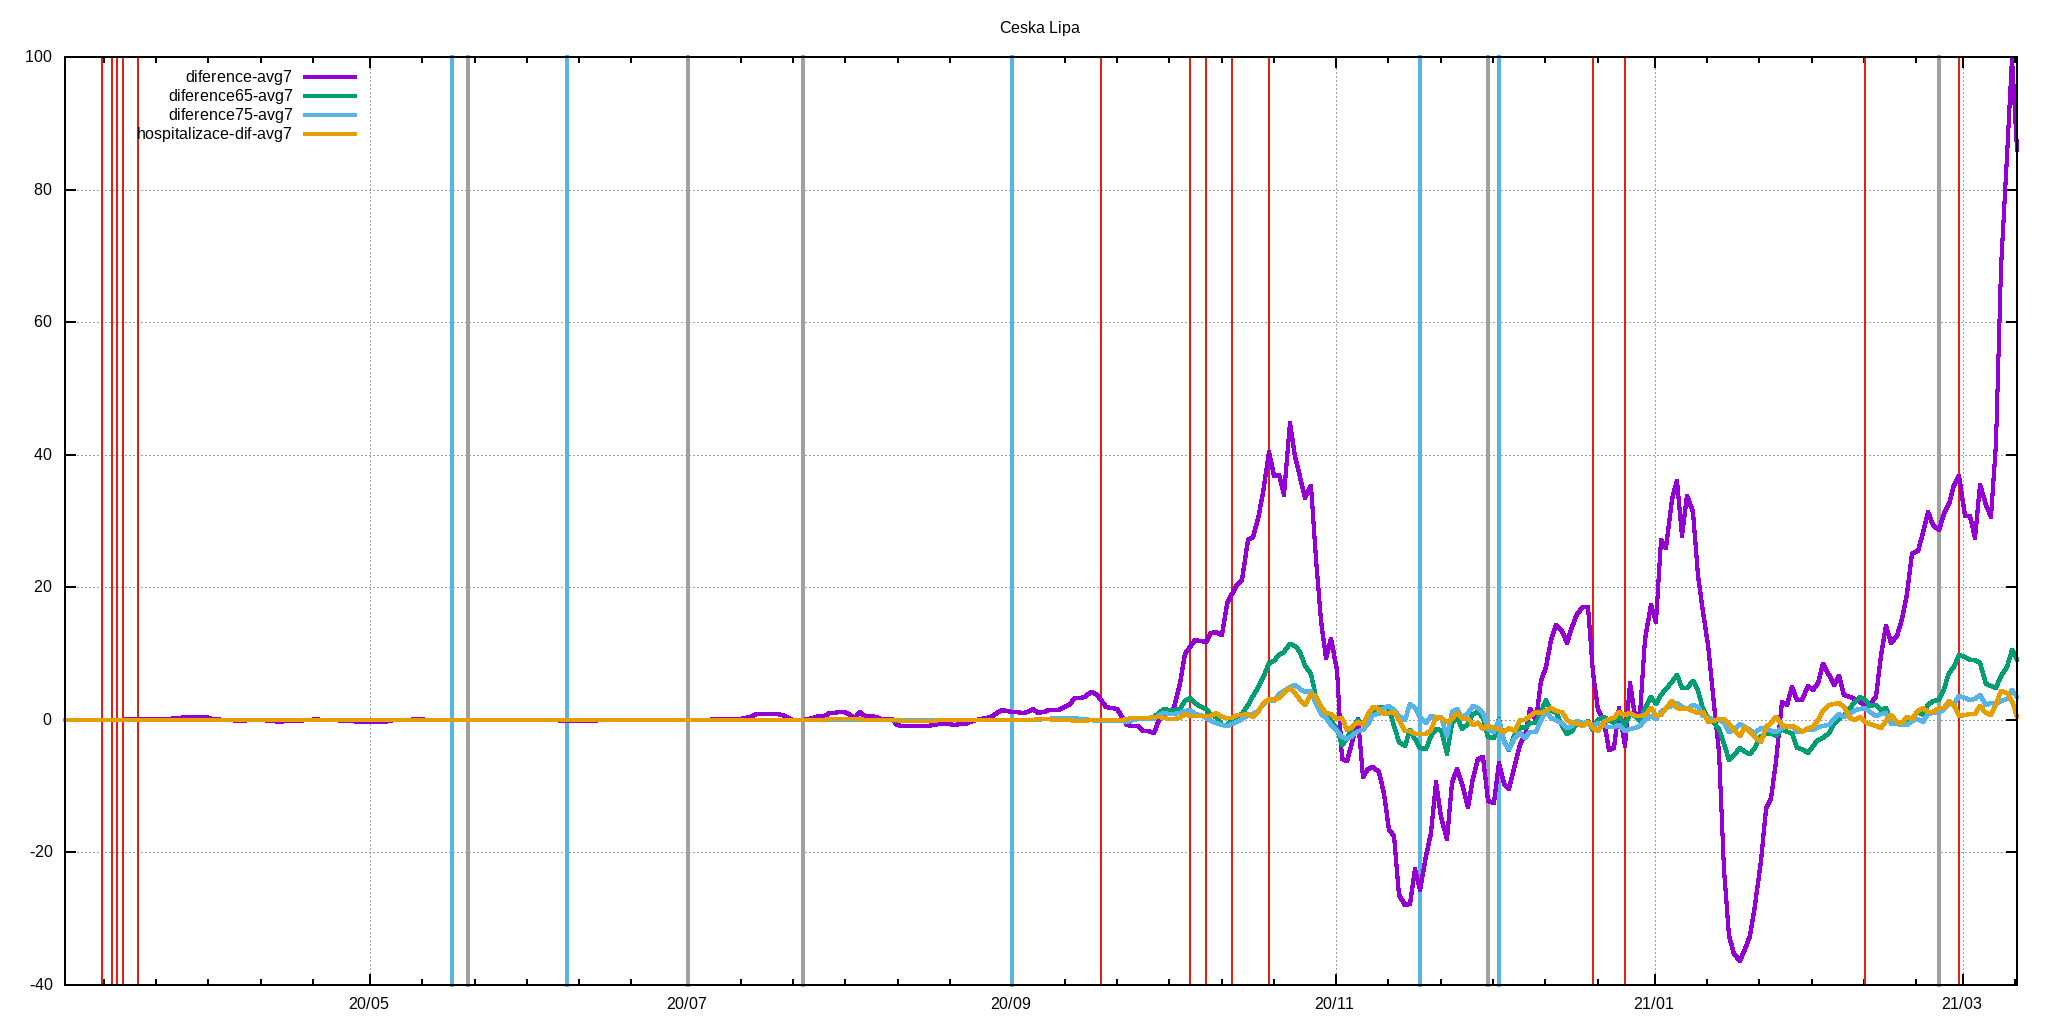 Ceska Lipa
100
80
60
40
20
0
-20
-40
diference-avg7
diference65-avg7
diference75-avg7
hospitalizace-dif-avg7
20/05 20/07 20/09 20/11 21/01 21/03